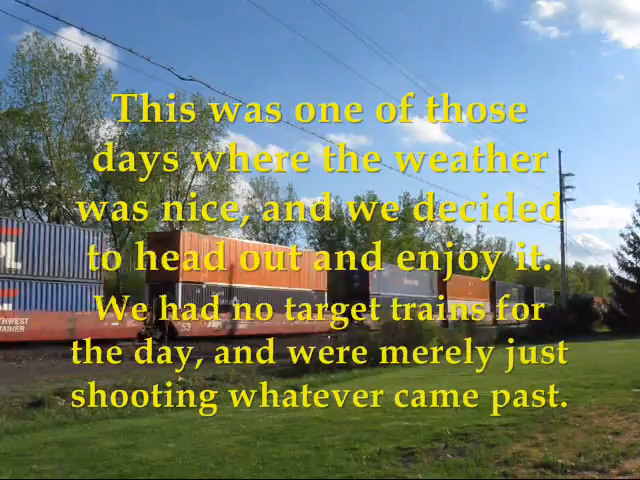 This was one of those
days where the weather
was nice, and we decided
to head out and enjoy it.
We had no target trains for
the day, and were merely just
shooting whatever came past.